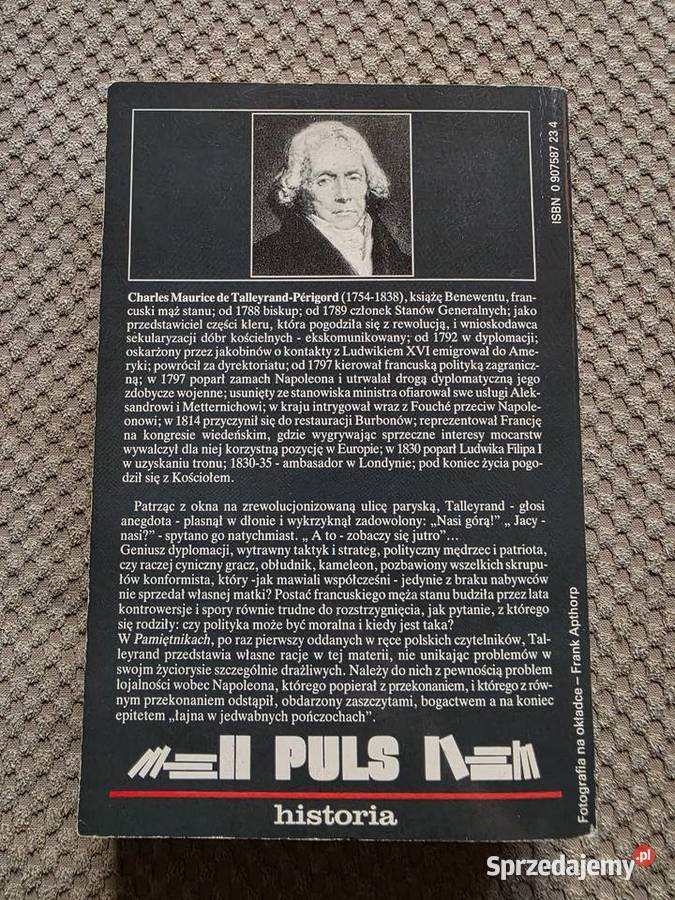 ISBN 0 907587 23 4
Charles Maurice de Talleyrand-Périgord (1754-1838), książę Benewentu, fran-
cuski mąż stanu; od 1788 biskup; od 1789 członek Stanów Generalnych; jako
przedstawiciel części kleru, która pogodziła się z rewolucją, i wnioskodawca
sekularyzacji dóbr kościelnych - ekskomunikowany; od 1792 w dyplomacji;
oskarżony przez jakobinów o kontakty z Ludwikiem XVI emigrował do Ame-
ryki; powrócił za dyrektoriatu; od 1797 kierował francuską polityką zagranicz-
ną; w 1797 poparł zamach Napoleona i utrwalał drogą dyplomatyczną jego
zdobycze wojenne; usunięty ze stanowiska ministra ofiarował swe usługi Alek-
sandrowi i Metternichowi; w kraju intrygował wraz z Fouché przeciw Napole-
onowi; w 1814 przyczynił się do restauracji Burbonów; reprezentował Francję
na kongresie wiedeńskim, gdzie wygrywając sprzeczne interesy mocarstw
wywalczył dla niej korzystną pozycję w Europie; w 1830 poparł Ludwika Filipa I
w uzyskaniu tronu; 1830-35 - ambasador w Londynie; pod koniec życia pogo-
dził się z Kościołem.
Patrząc z okna na zrewolucjonizowaną ulicę paryską, Talleyrand - głosi
anegdota - plasnął w dłonie i wykrzyknął zadowolony: „Nasi górą!” „ Jacy -
nasi?” - spytano go natychmiast. „ A to - zobaczy się jutro”...
Geniusz dyplomacji, wytrawny taktyk i strateg, polityczny mędrzec i patriota,
czy raczej cyniczny gracz, obłudnik, kameleon, pozbawiony wszelkich skrupu-
łów konformista, który -jak mawiali współcześni - jedynie z braku nabywców
nie sprzedał własnej matki? Postać francuskiego męża stanu budziła przez lata
kontrowersje i spory równie trudne do rozstrzygnięcia, jak pytanie, z którego
się rodziły: czy polityka może być moralna i kiedy jest taka?
W Pamiętnikach, po raz pierwszy oddanych w ręce polskich czytelników, Tal-
leyrand przedstawia własne racje w tej materii, nie unikając problemów w
swoim życiorysie szczególnie drażliwych. Należy do nich z pewnością problem
lojalności wobec Napoleona, którego popierał z przekonaniem, i którego z rów-
nym przekonaniem odstąpił, obdarzony zaszczytami, bogactwem a na koniec
epitetem „łajna w jedwabnych pończochach”.
Fotografia na okładce – Frank Apthorp
PULS
historia
Sprzedajemy.pl